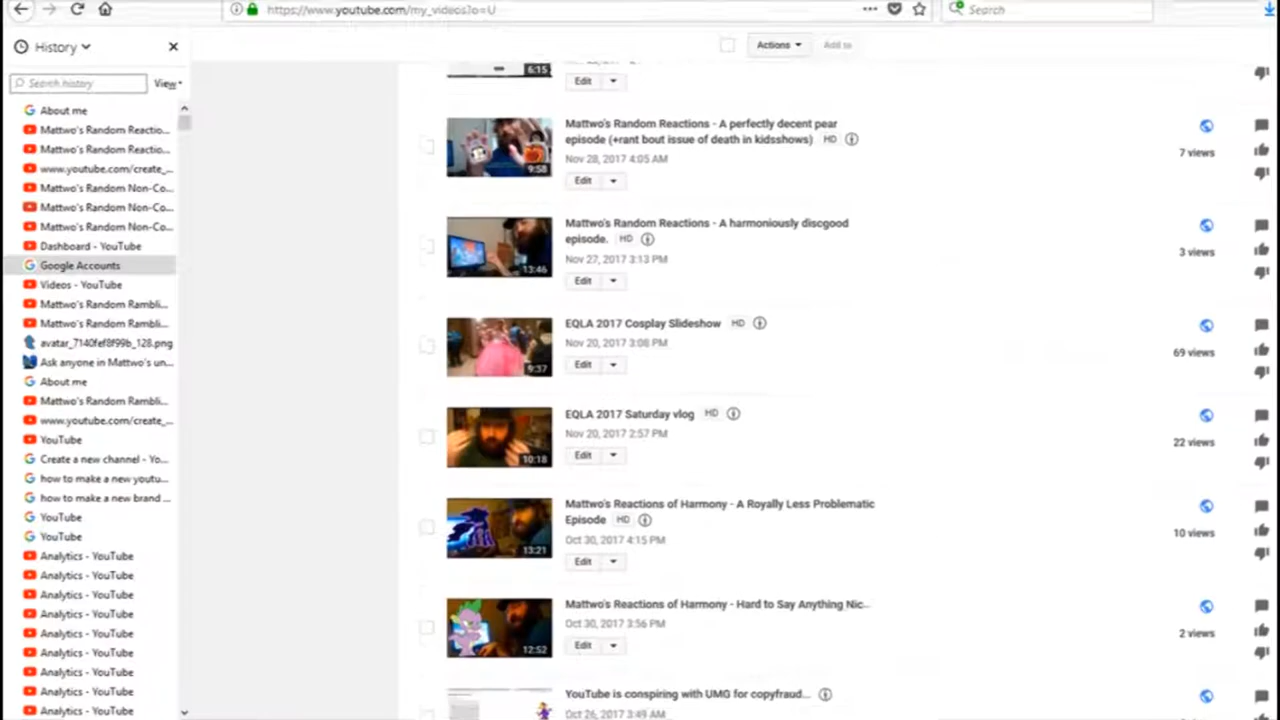 https://www.youtube.com/my_videos?o=U
Search
History
Search history
View
About me
Mattwo's Random Reactio...
Mattwo's Random Reactio...
www.youtube.com/create_...
Mattwo's Random Non-Co...
Mattwo's Random Non-Co...
Mattwo's Random Non-Co...
Dashboard - YouTube
Google Accounts
Videos - YouTube
Mattwo's Random Rambli...
Mattwo's Random Rambli...
avatar_7140fef8f99b_128.png
Ask anyone in Mattwo's un...
About me
Mattwo's Random Rambli...
www.youtube.com/create_...
YouTube
Create a new channel - Yo...
how to make a new youtu...
how to make a new brand ...
YouTube
YouTube
Analytics - YouTube
Analytics - YouTube
Analytics - YouTube
Analytics - YouTube
Analytics - YouTube
Analytics - YouTube
Analytics - YouTube
Analytics - YouTube
Analytics - YouTube
Actions
Add to
6:15
Edit
Mattwo's Random Reactions - A perfectly decent pear
episode (+rant bout issue of death in kidsshows) HD
Nov 28, 2017 4:05 AM
9:58
7 views
Edit
Mattwo's Random Reactions - A harmoniously discgood
episode. HD
Nov 27, 2017 3:13 PM
13:46
3 views
Edit
EQLA 2017 Cosplay Slideshow HD
Nov 20, 2017 3:08 PM
9:37
69 views
Edit
EQLA 2017 Saturday vlog HD
Nov 20, 2017 2:57 PM
10:18
22 views
Edit
Mattwo's Reactions of Harmony - A Royally Less Problematic
Episode HD
Oct 30, 2017 4:15 PM
13:21
10 views
Edit
Mattwo's Reactions of Harmony - Hard to Say Anything Nic...
Oct 30, 2017 3:56 PM
12:52
2 views
Edit
YouTube is conspiring with UMG for copyfraud...
Oct 26, 2017 3:49 AM